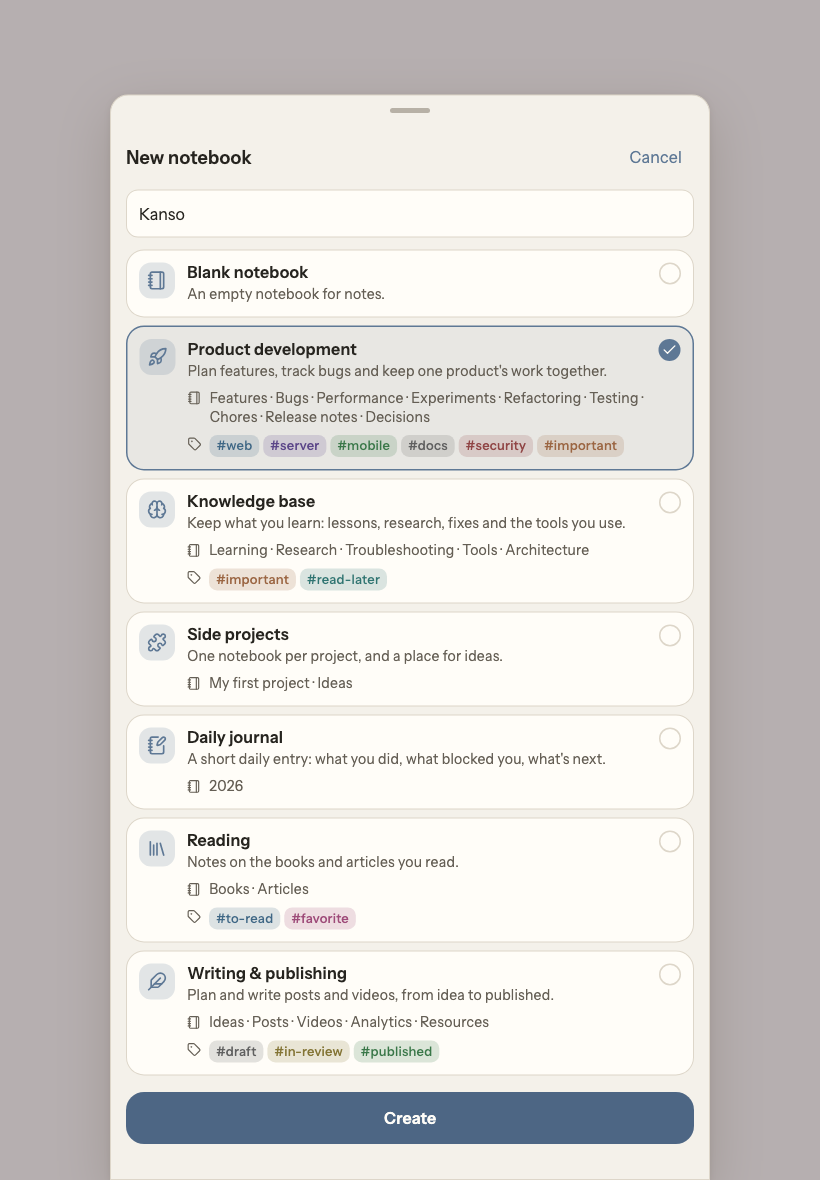 New notebook
Cancel
Kanso
Blank notebook
An empty notebook for notes.
Product development
Plan features, track bugs and keep one product's work together.
Features · Bugs · Performance · Experiments · Refactoring · Testing ·
Chores · Release notes · Decisions
#web #server #mobile #docs #security #important
Knowledge base
Keep what you learn: lessons, research, fixes and the tools you use.
Learning · Research · Troubleshooting · Tools · Architecture
#important #read-later
Side projects
One notebook per project, and a place for ideas.
My first project · Ideas
Daily journal
A short daily entry: what you did, what blocked you, what's next.
2026
Reading
Notes on the books and articles you read.
Books · Articles
#to-read #favorite
Writing & publishing
Plan and write posts and videos, from idea to published.
Ideas · Posts · Videos · Analytics · Resources
#draft #in-review #published
Create